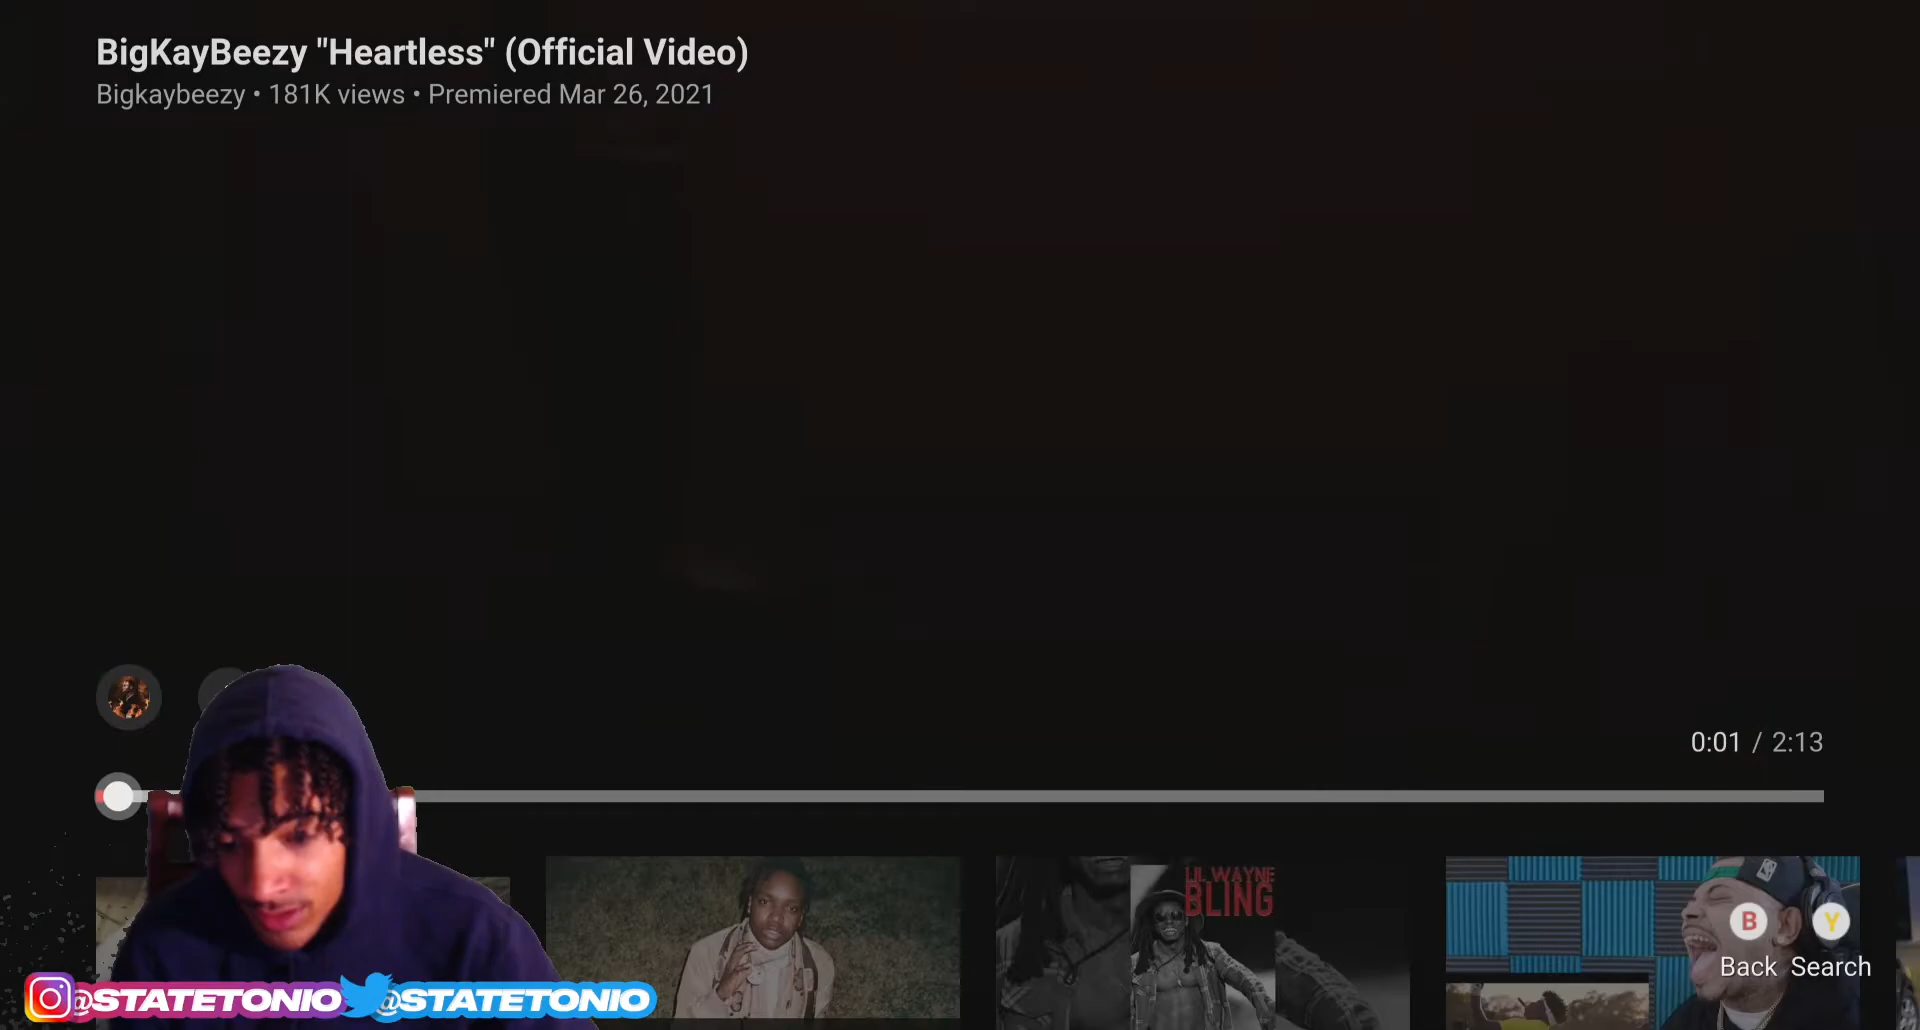 BigKayBeezy "Heartless" (Official Video)
Bigkaybeezy • 181K views • Premiered Mar 26, 2021
0:01 / 2:13
LIL WAYNE
BLING
B Y
Back Search
@STATETONIO @STATETONIO